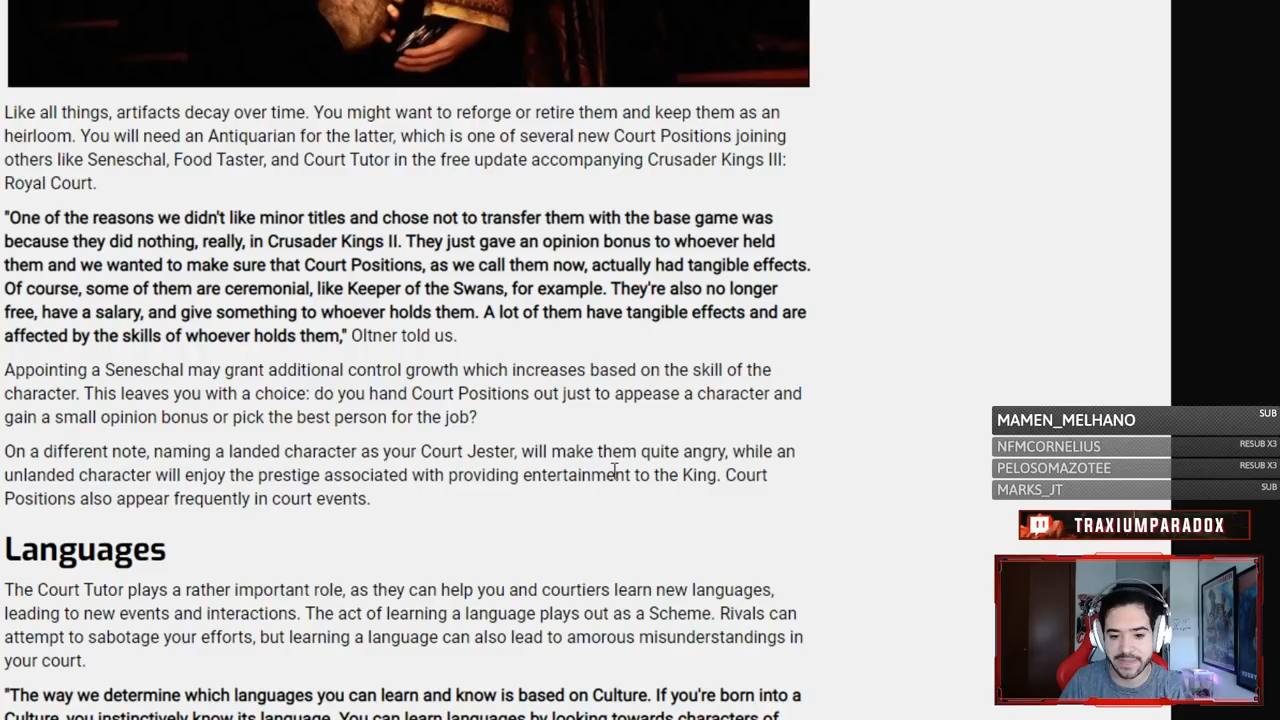 Like all things, artifacts decay over time. You might want to reforge or retire them and keep them as an
heirloom. You will need an Antiquarian for the latter, which is one of several new Court Positions joining
others like Seneschal, Food Taster, and Court Tutor in the free update accompanying Crusader Kings III:
Royal Court.
"One of the reasons we didn't like minor titles and chose not to transfer them with the base game was
because they did nothing, really, in Crusader Kings II. They just gave an opinion bonus to whoever held
them and we wanted to make sure that Court Positions, as we call them now, actually had tangible effects.
Of course, some of them are ceremonial, like Keeper of the Swans, for example. They're also no longer
free, have a salary, and give something to whoever holds them. A lot of them have tangible effects and are
affected by the skills of whoever holds them," Oltner told us.
Appointing a Seneschal may grant additional control growth which increases based on the skill of the
character. This leaves you with a choice: do you hand Court Positions out just to appease a character and
gain a small opinion bonus or pick the best person for the job?
On a different note, naming a landed character as your Court Jester, will make them quite angry, while an
unlanded character will enjoy the prestige associated with providing entertainment to the King. Court
Positions also appear frequently in court events.
Languages
The Court Tutor plays a rather important role, as they can help you and courtiers learn new languages,
leading to new events and interactions. The act of learning a language plays out as a Scheme. Rivals can
attempt to sabotage your efforts, but learning a language can also lead to amorous misunderstandings in
your court.
"The way we determine which languages you can learn and know is based on Culture. If you're born into a
Culture, you instinctively know its language. You can learn languages by looking towards characters of
MAMEN_MELHANO SUB
NFMCORNELIUS RESUB X3
PELOSOMAZOTEE RESUB X3
MARKS_JT SUB
TRAXIUMPARADOX